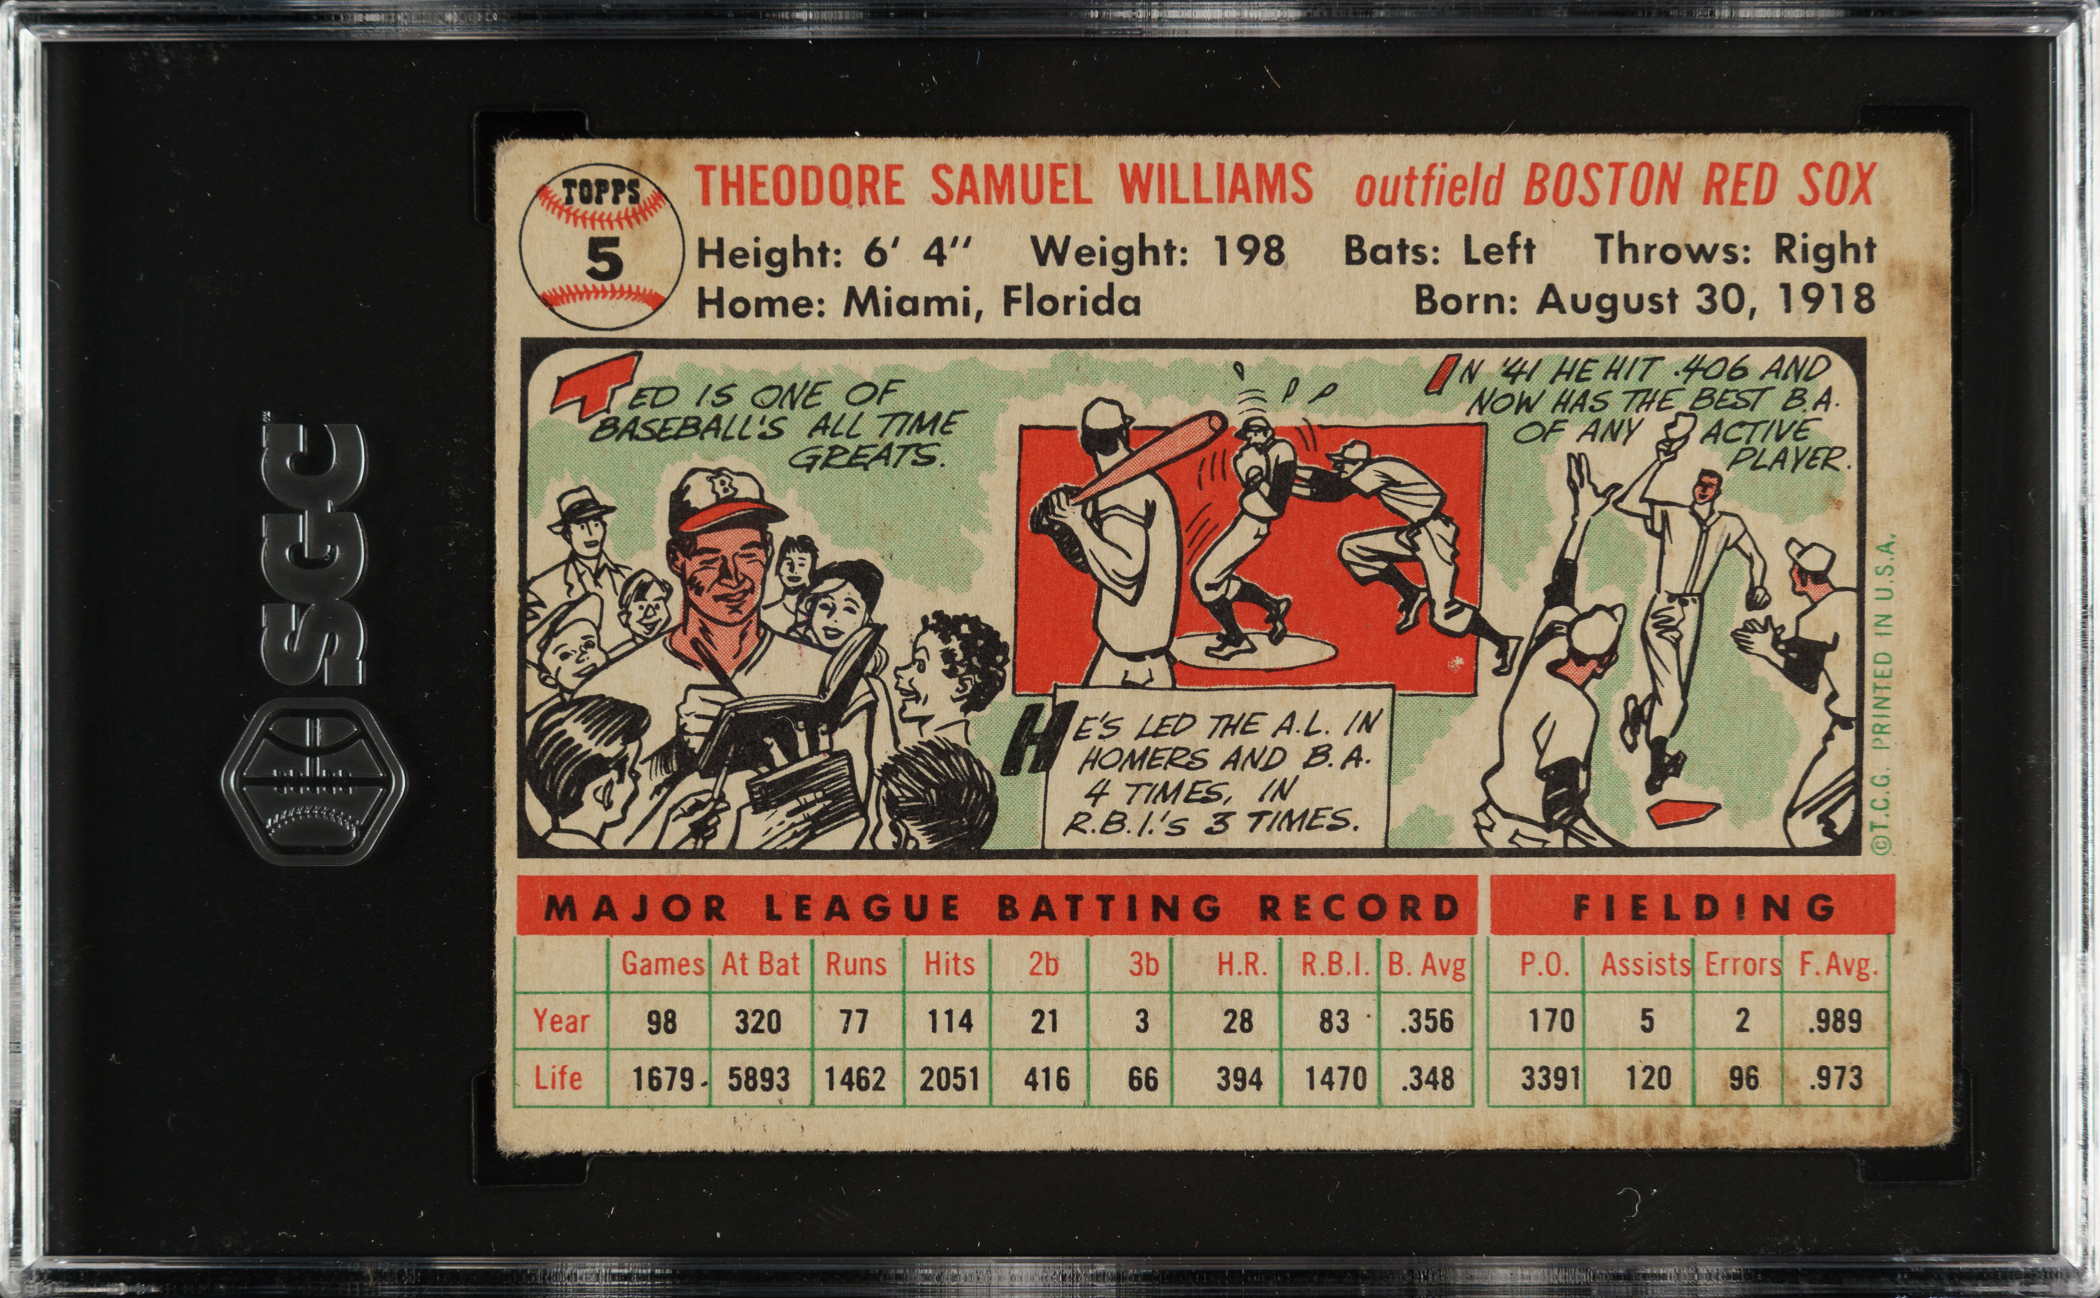 SGC
TOPPS
5
THEODORE SAMUEL WILLIAMS outfield BOSTON RED SOX
Height: 6' 4'' Weight: 198 Bats: Left Throws: Right
Home: Miami, Florida Born: August 30, 1918
TED IS ONE OF
BASEBALL'S ALL TIME
GREATS.
HE'S LED THE A.L. IN
HOMERS AND B.A.
4 TIMES, IN
R.B.I.'S 3 TIMES.
IN '41 HE HIT .406 AND
NOW HAS THE BEST B.A.
OF ANY ACTIVE
PLAYER.
B
©T.C.G. PRINTED IN U.S.A.
MAJOR LEAGUE BATTING RECORD FIELDING
Games At Bat Runs Hits 2b 3b H.R. R.B.I. B. Avg P.O. Assists Errors F. Avg.
Year 98 320 77 114 21 3 28 83 .356 170 5 2 .989
Life 1679 5893 1462 2051 416 66 394 1470 .348 3391 120 96 .973